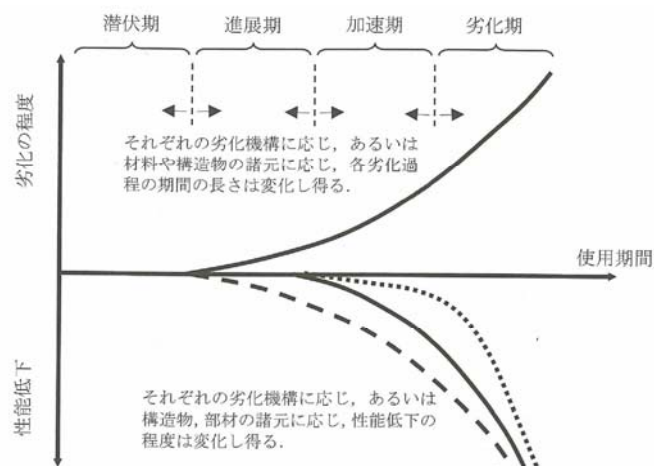 潜伏期 進展期 加速期 劣化期
劣化の程度
それぞれの劣化機構に応じ，あるいは
材料や構造物の諸元に応じ，各劣化過
程の期間の長さは変化し得る．
使用期間
性能低下
それぞれの劣化機構に応じ，あるいは
構造物，部材の諸元に応じ，性能低下の
程度は変化し得る．